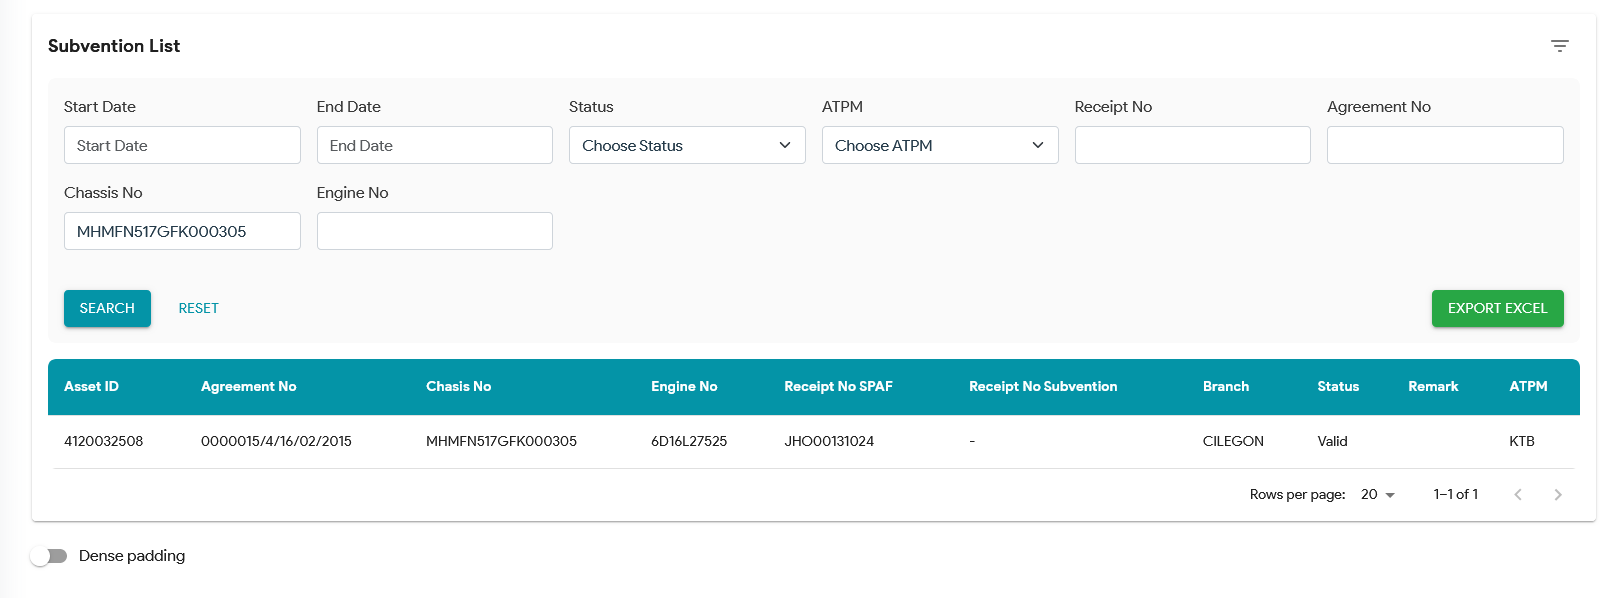 Subvention List
Start Date End Date Status ATPM Receipt No Agreement No
Start Date End Date Choose Status Choose ATPM
Chassis No Engine No
MHMFN517GFK000305
SEARCH RESET EXPORT EXCEL
Asset ID Agreement No Chasis No Engine No Receipt No SPAF Receipt No Subvention Branch Status Remark ATPM
4120032508 0000015/4/16/02/2015 MHMFN517GFK000305 6D16L27525 JHO00131024 - CILEGON Valid KTB
Rows per page: 20 1–1 of 1
Dense padding